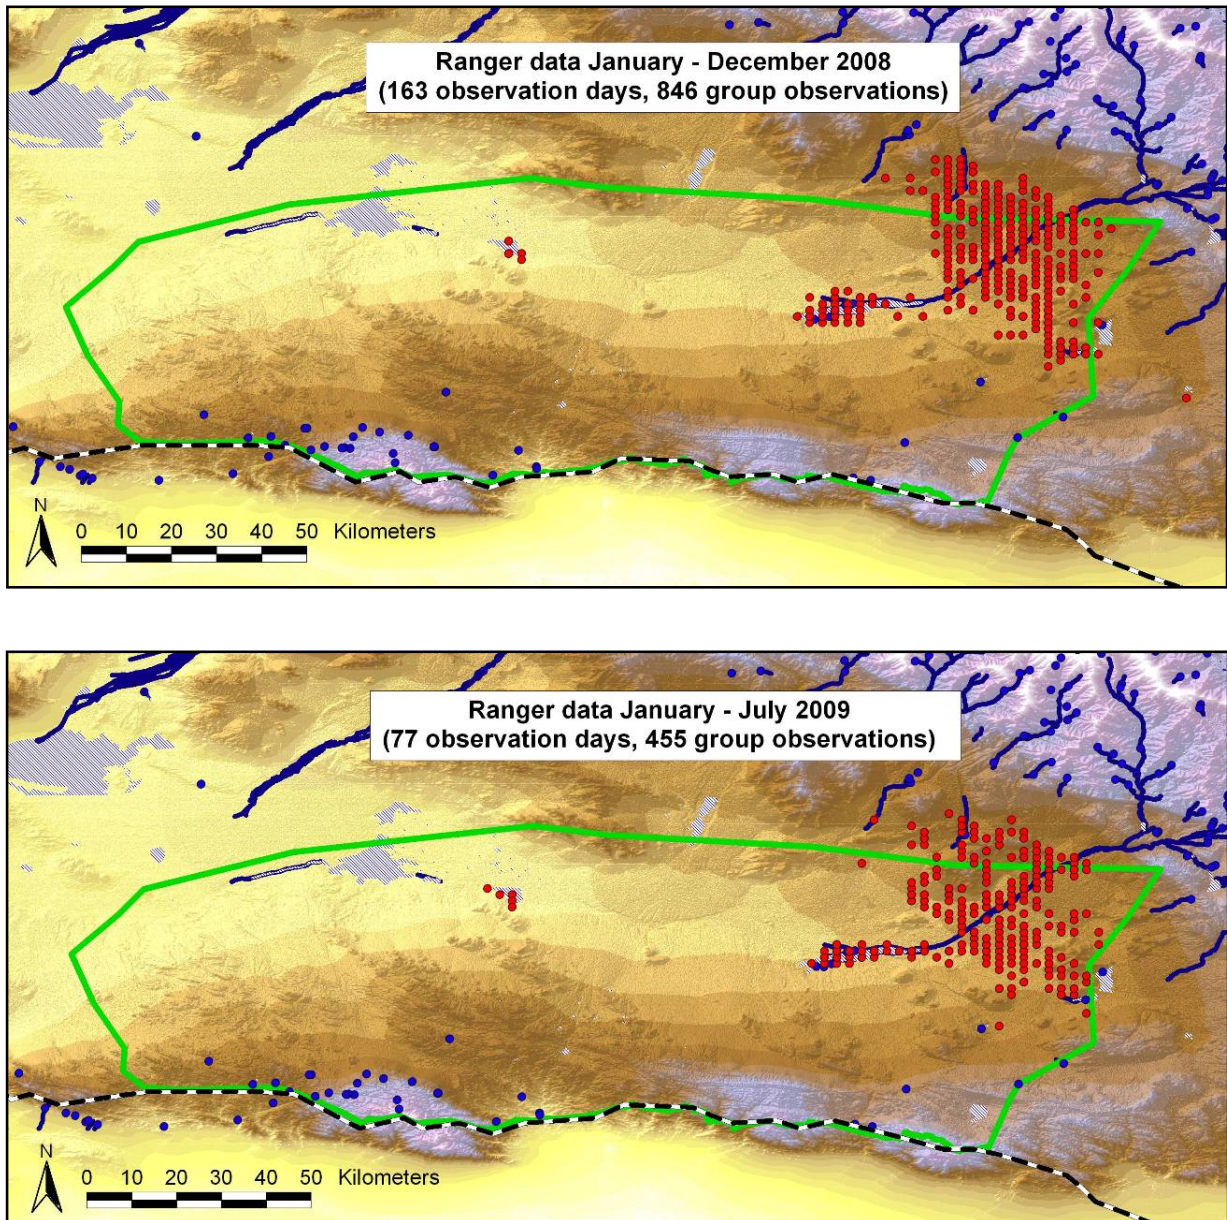 Ranger data January - December 2008
(163 observation days, 846 group observations)
N
0 10 20 30 40 50 Kilometers
Ranger data January - July 2009
(77 observation days, 455 group observations)
N
0 10 20 30 40 50 Kilometers